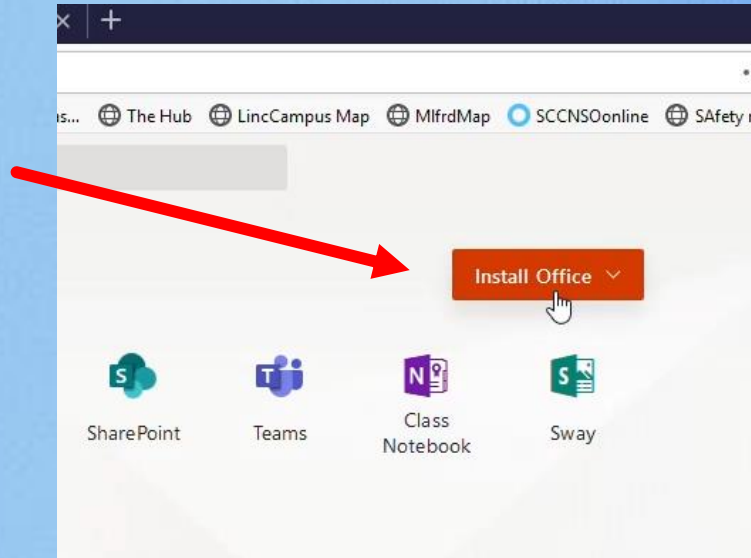 The Hub LincCampus Map MlfrdMap SCCNSOonline SAfety
Install Office
SharePoint Teams Class Notebook Sway